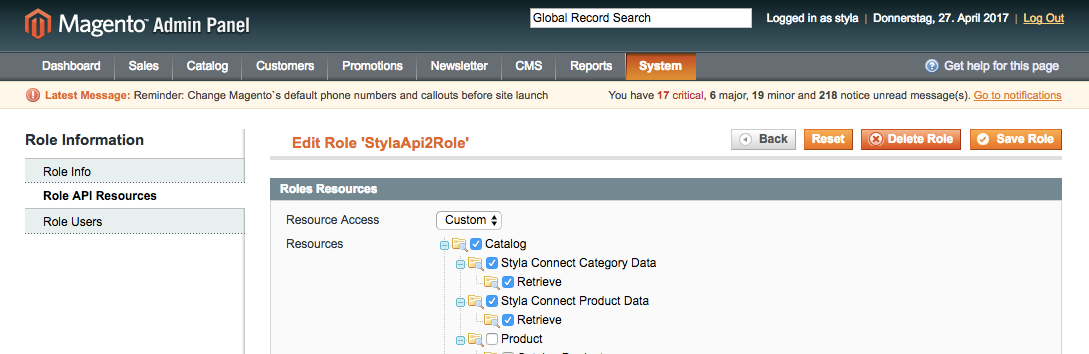 Magento™ Admin Panel
Global Record Search
Logged in as styla | Donnerstag, 27. April 2017 | Log Out
Dashboard Sales Catalog Customers Promotions Newsletter CMS Reports System
Get help for this page
Latest Message: Reminder: Change Magento`s default phone numbers and callouts before site launch
You have 17 critical, 6 major, 19 minor and 218 notice unread message(s). Go to notifications
Role Information
Role Info
Role API Resources
Role Users
Edit Role 'StylaApi2Role'
Back Reset Delete Role Save Role
Roles Resources
Resource Access Custom
Resources
Catalog
Styla Connect Category Data
Retrieve
Styla Connect Product Data
Retrieve
Product